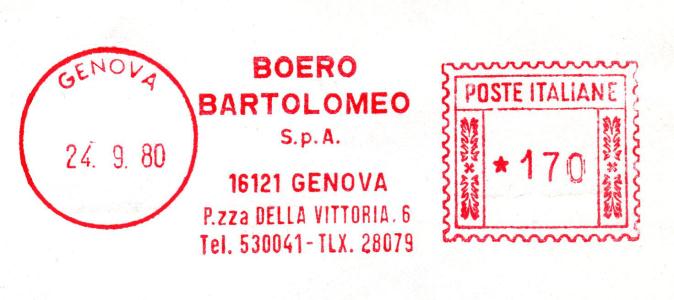 GENOVA
24. 9. 80
BOERO
BARTOLOMEO
S.p.A.
16121 GENOVA
P.zza DELLA VITTORIA. 6
Tel. 530041-TLX. 28079
POSTE ITALIANE
*170